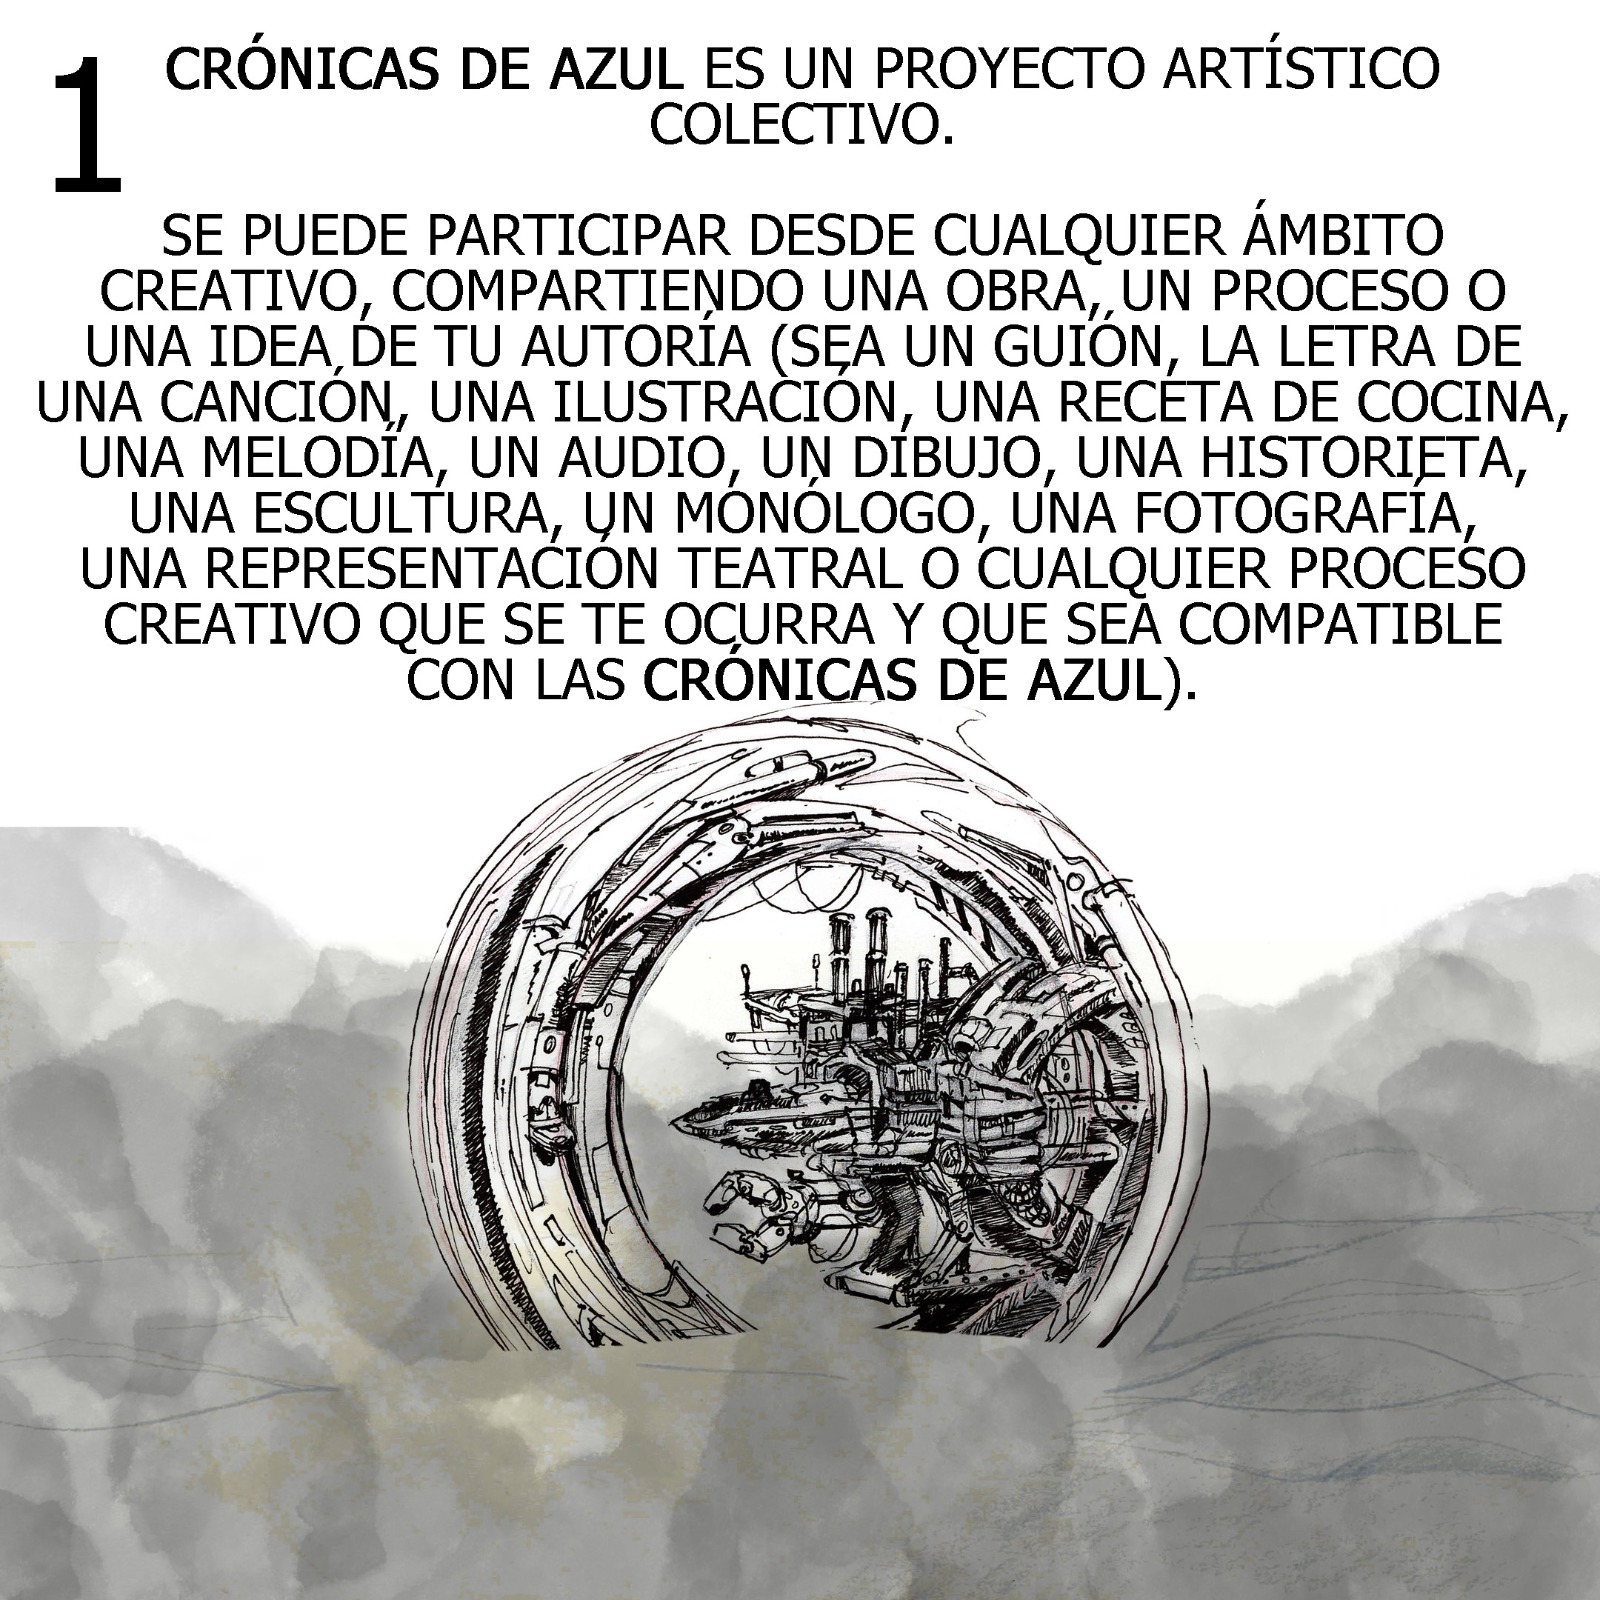 1
CRÓNICAS DE AZUL ES UN PROYECTO ARTÍSTICO
COLECTIVO.
SE PUEDE PARTICIPAR DESDE CUALQUIER ÁMBITO
CREATIVO, COMPARTIENDO UNA OBRA, UN PROCESO O
UNA IDEA DE TU AUTORÍA (SEA UN GUIÓN, LA LETRA DE
UNA CANCIÓN, UNA ILUSTRACIÓN, UNA RECETA DE COCINA,
UNA MELODÍA, UN AUDIO, UN DIBUJO, UNA HISTORIETA,
UNA ESCULTURA, UN MONÓLOGO, UNA FOTOGRAFÍA,
UNA REPRESENTACIÓN TEATRAL O CUALQUIER PROCESO
CREATIVO QUE SE TE OCURRA Y QUE SEA COMPATIBLE
CON LAS CRÓNICAS DE AZUL).